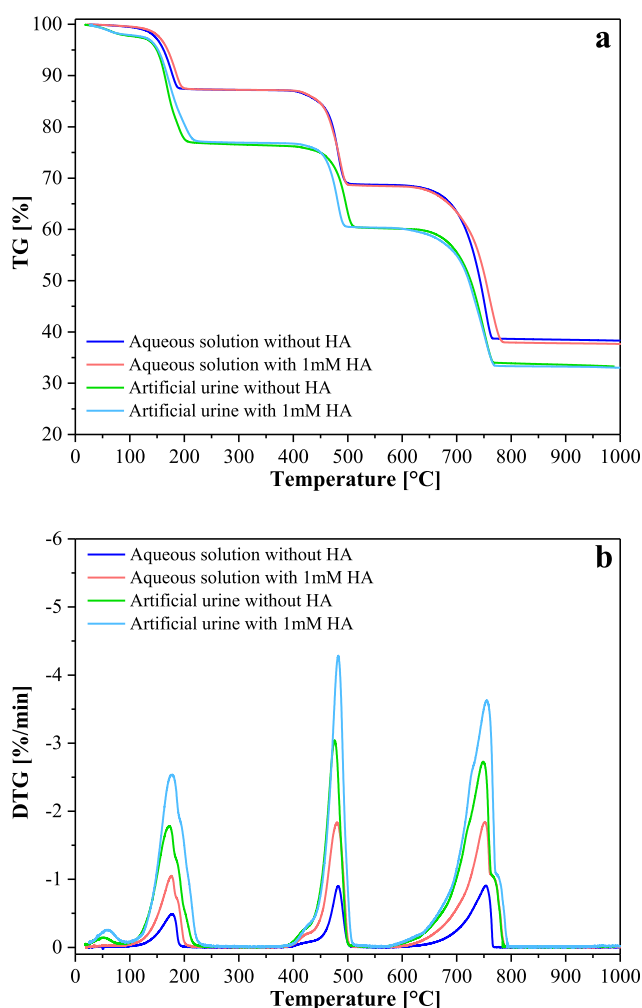 a
100
90
80
70
60
50
40
30
20
TG [%]
Aqueous solution without HA
Aqueous solution with 1mM HA
Artificial urine without HA
Artificial urine with 1mM HA
0 100 200 300 400 500 600 700 800 900 1000
Temperature [°C]
b
-6
-5
-4
-3
-2
-1
0
DTG [%/min]
Aqueous solution without HA
Aqueous solution with 1mM HA
Artificial urine without HA
Artificial urine with 1mM HA
0 100 200 300 400 500 600 700 800 900 1000
Temperature [°C]